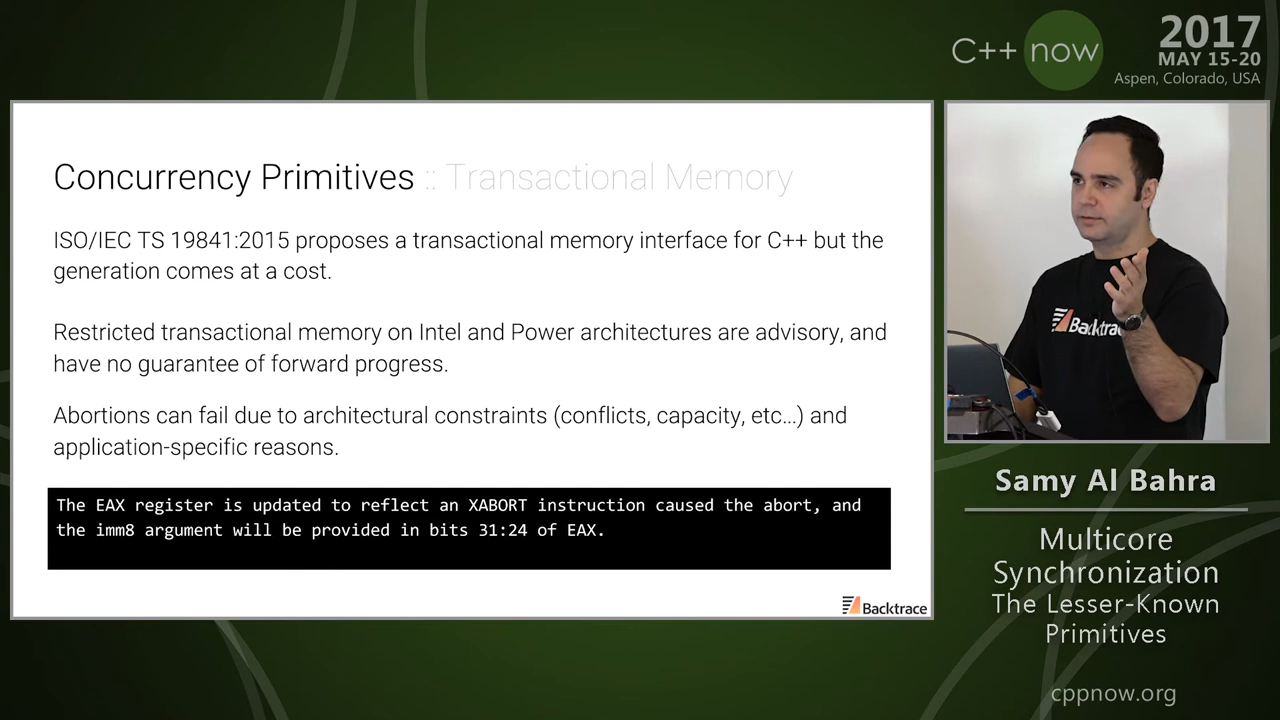 C++ now
2017
MAY 15-20
Aspen, Colorado, USA
Concurrency Primitives :: Transactional Memory
ISO/IEC TS 19841:2015 proposes a transactional memory interface for C++ but the
generation comes at a cost.
Restricted transactional memory on Intel and Power architectures are advisory, and
have no guarantee of forward progress.
Abortions can fail due to architectural constraints (conflicts, capacity, etc...) and
application-specific reasons.
The EAX register is updated to reflect an XABORT instruction caused the abort, and
the imm8 argument will be provided in bits 31:24 of EAX.
Backtrace
Backtrace
Samy Al Bahra
Multicore
Synchronization
The Lesser-Known
Primitives
cppnow.org